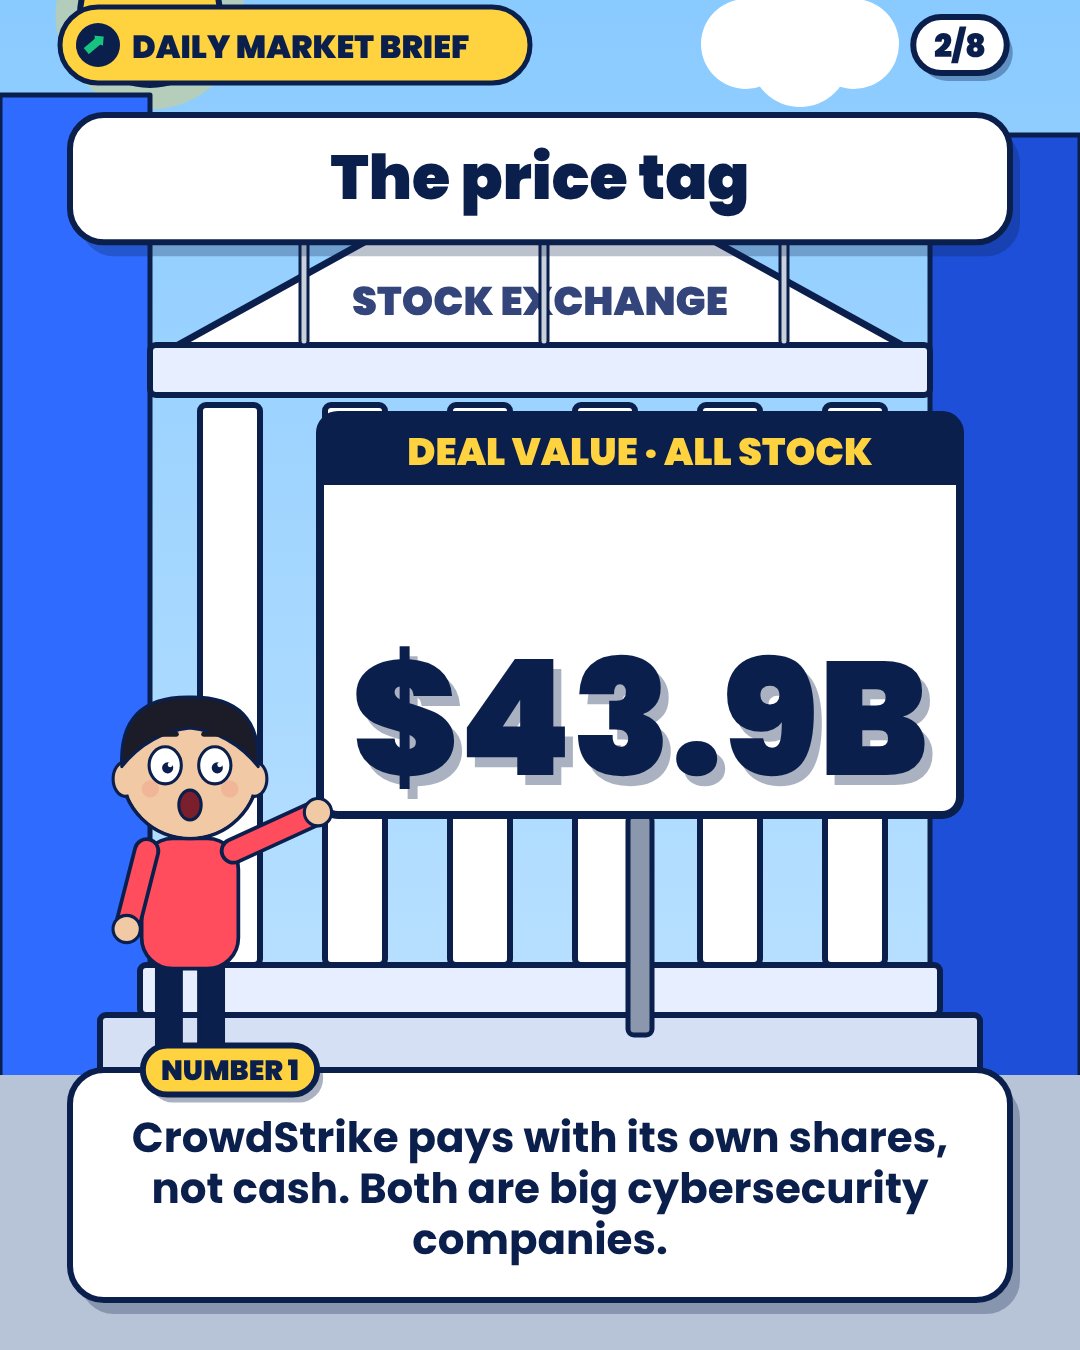 DAILY MARKET BRIEF
2/8
The price tag
STOCK EXCHANGE
DEAL VALUE • ALL STOCK
$43.9B
NUMBER 1
CrowdStrike pays with its own shares,
not cash. Both are big cybersecurity
companies.